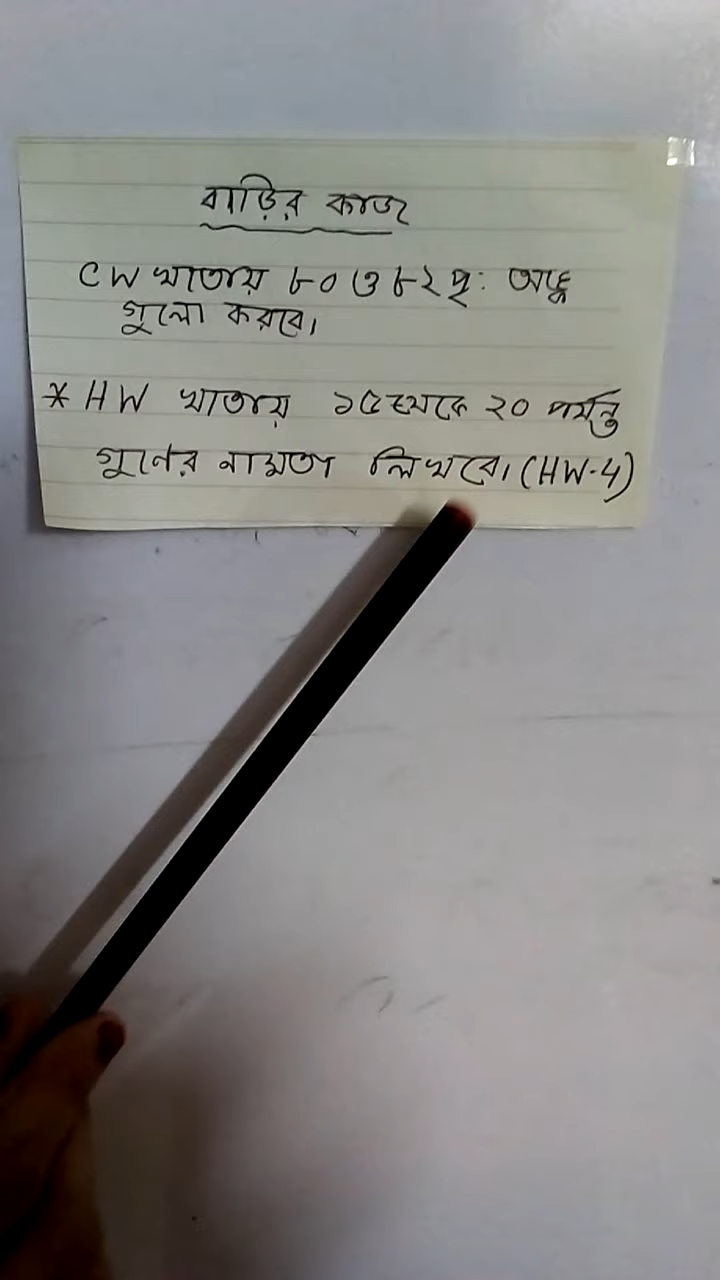 বাড়ির কাজ
CW খাতায় ৮০ ও ৮২ পৃ: অঙ্ক
গুলো করবে।
* HW খাতায় ১৫ থেকে ২০ পর্যন্ত
গুনের নামতা লিখবে। (HW-4)